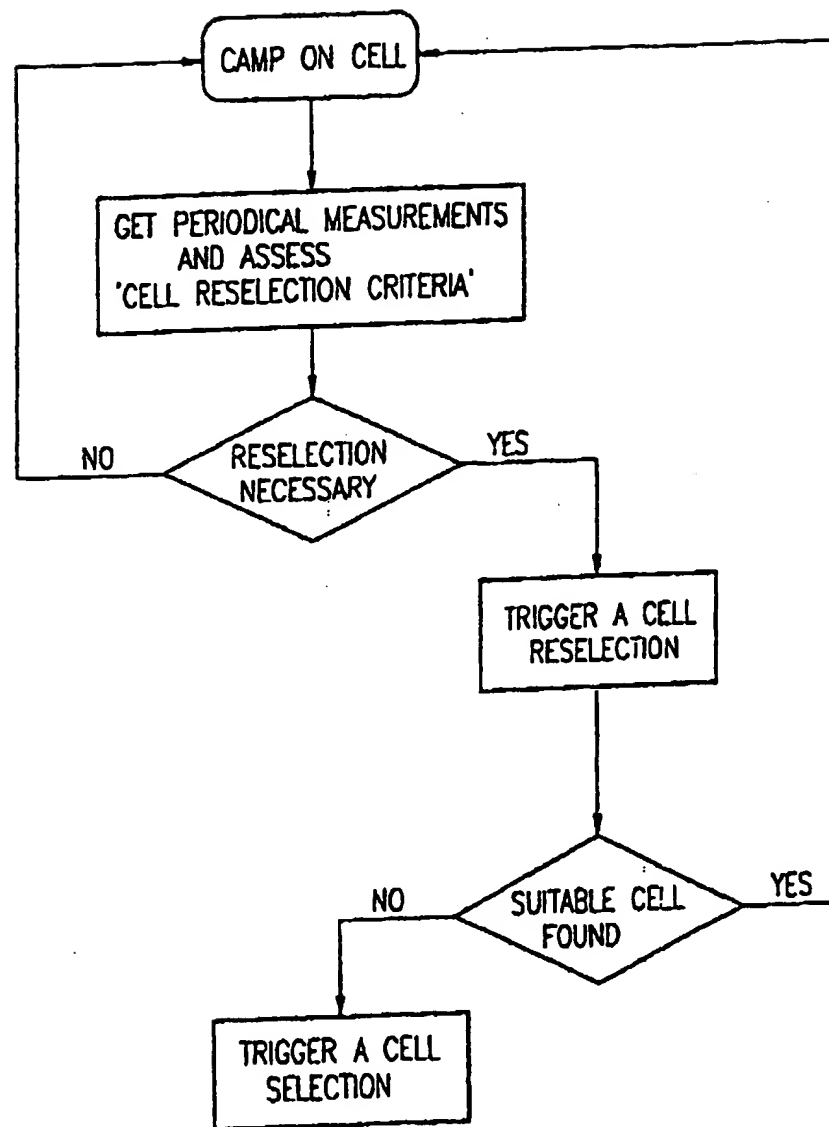 CAMP ON CELL
GET PERIODICAL MEASUREMENTS
AND ASSESS
'CELL RESELECTION CRITERIA'
NO
RESELECTION
NECESSARY
YES
TRIGGER A CELL
RESELECTION
NO
SUITABLE CELL
FOUND
YES
TRIGGER A CELL
SELECTION